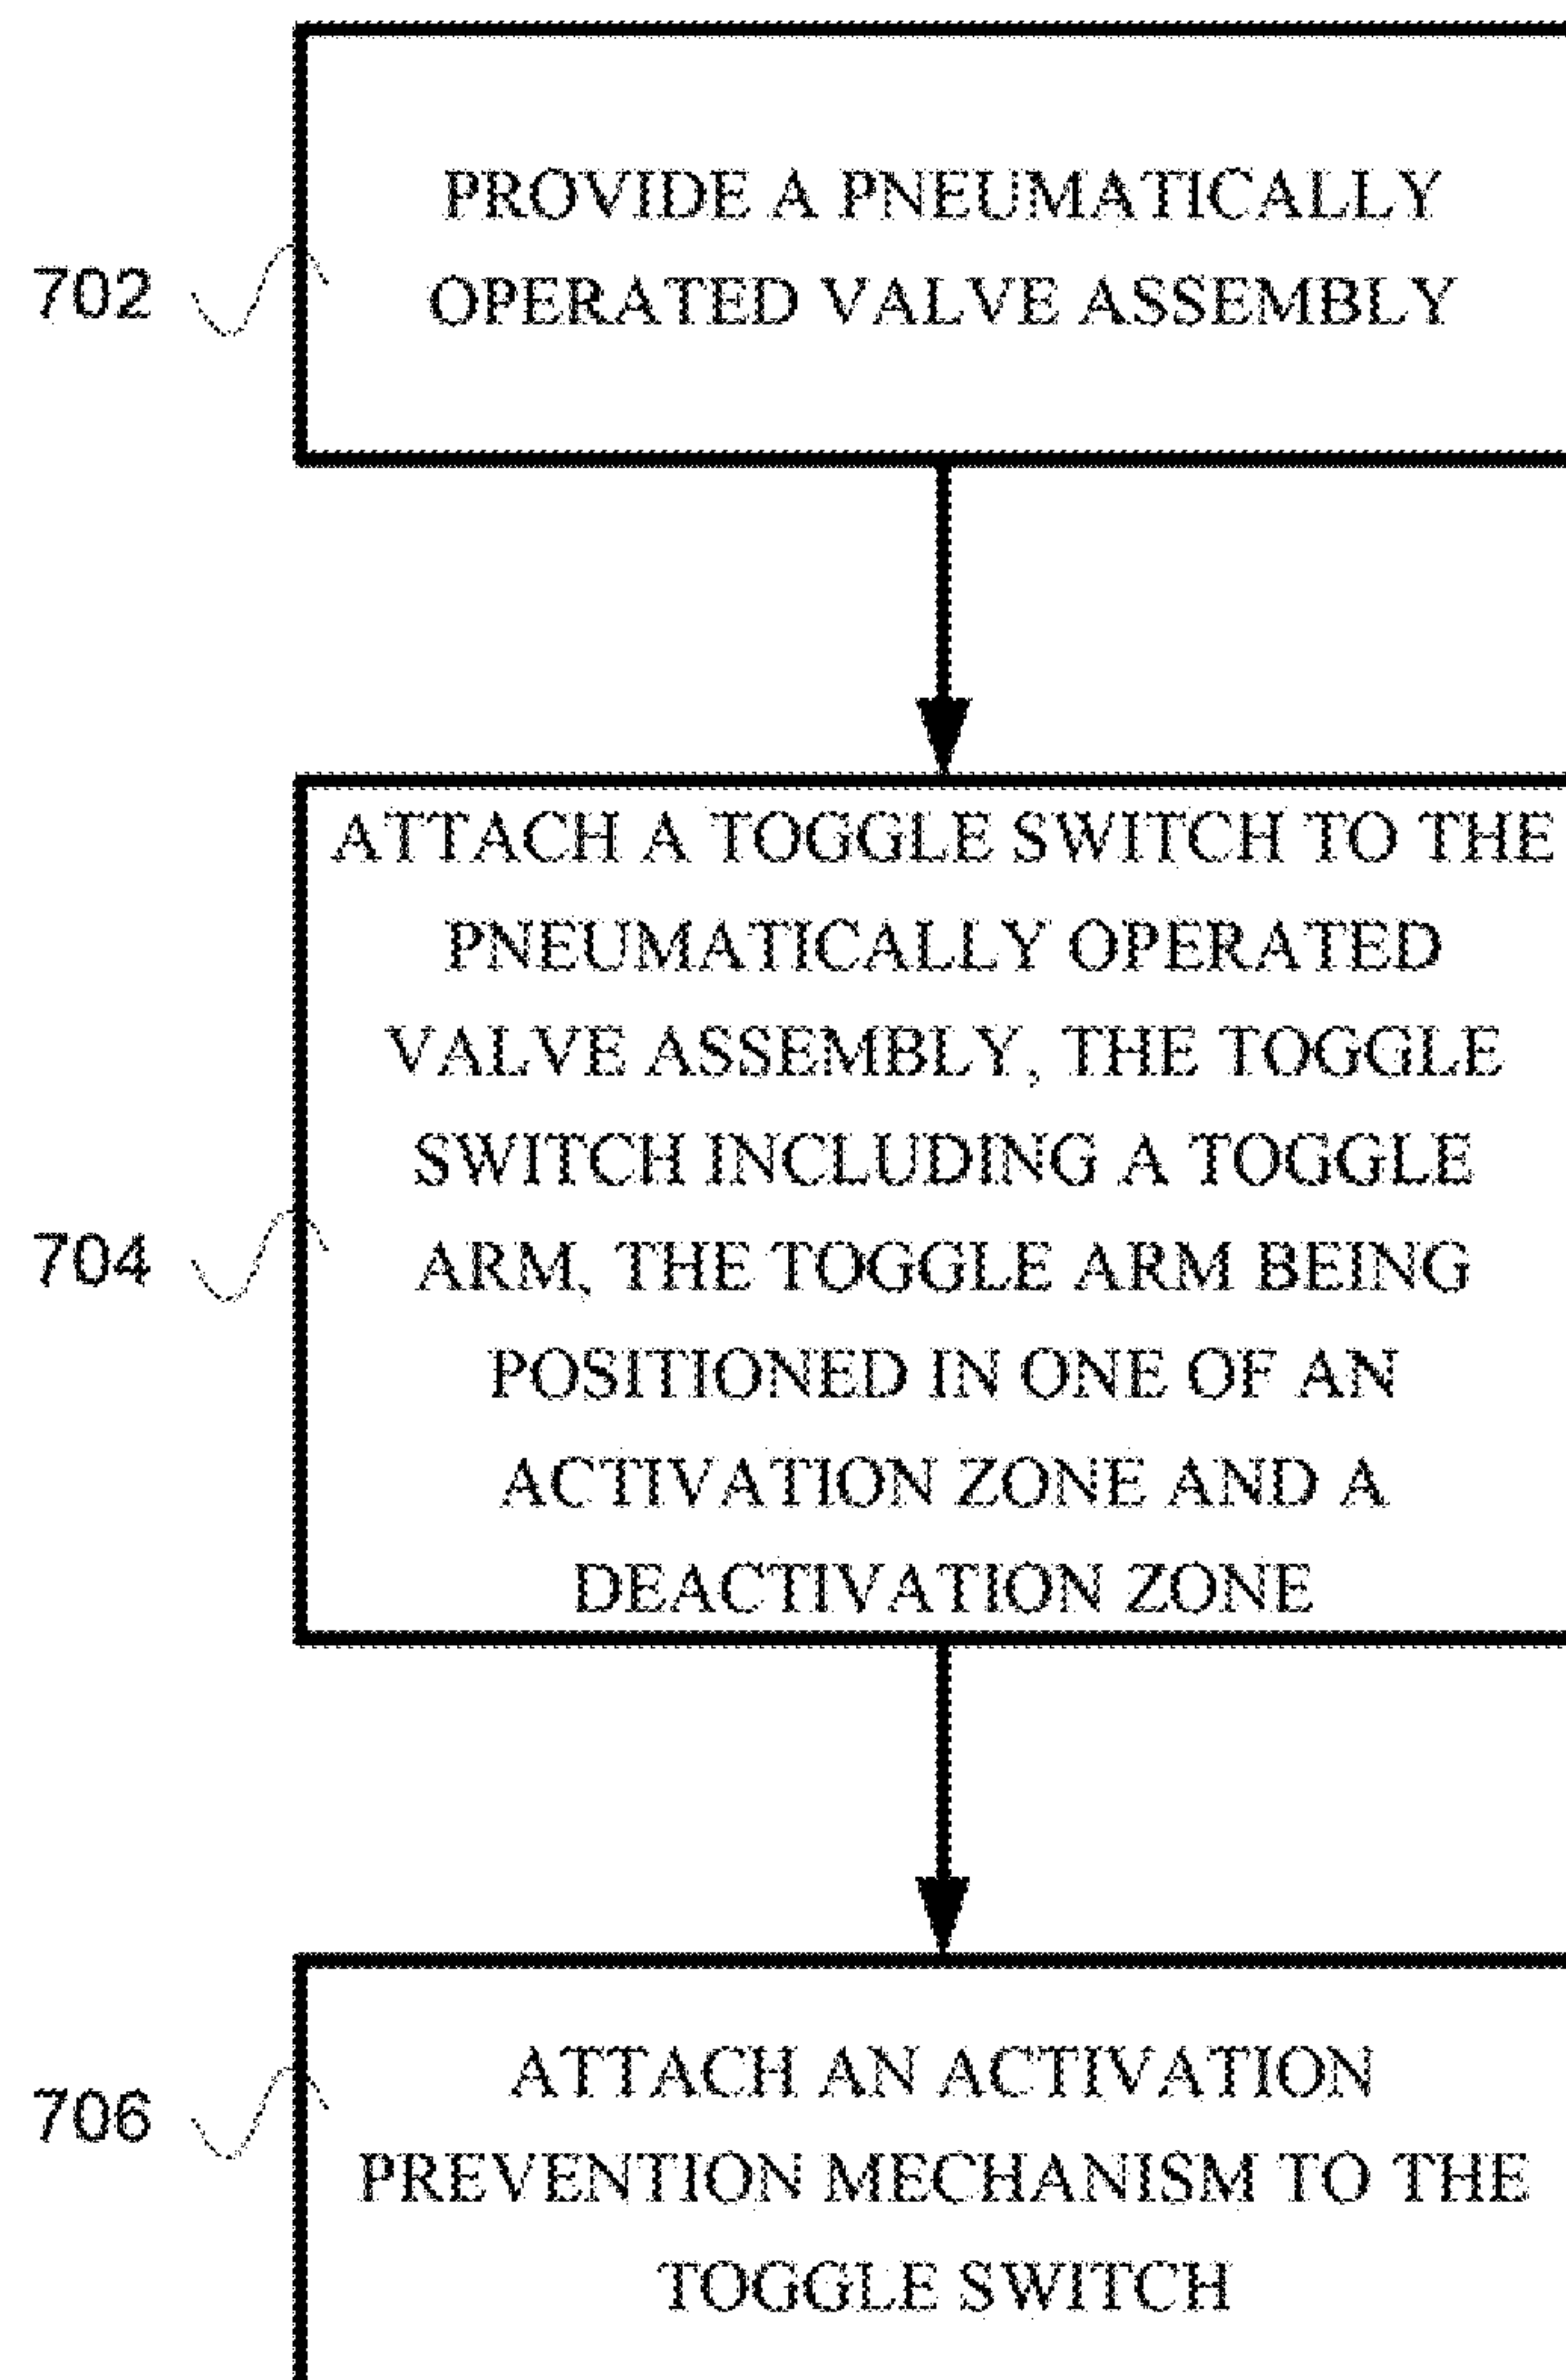 PROVIDE A PNEUMATICALLY
702
OPERATED VALVE ASSEMBLY
ATTACH A TOGGLE SWITCH TO THE
PNEUMATICALLY OPERATED
VALVE ASSEMBLY, THE TOGGLE
SWITCH INCLUDING A TOGGLE
704
ARM, THE TOGGLE ARM BEING
POSITIONED IN ONE OF AN
ACTIVATION ZONE AND A
DEACTIVATION ZONE
ATTACH AN ACTIVATION
706
PREVENTION MECHANISM TO THE
TOGGLE SWITCH